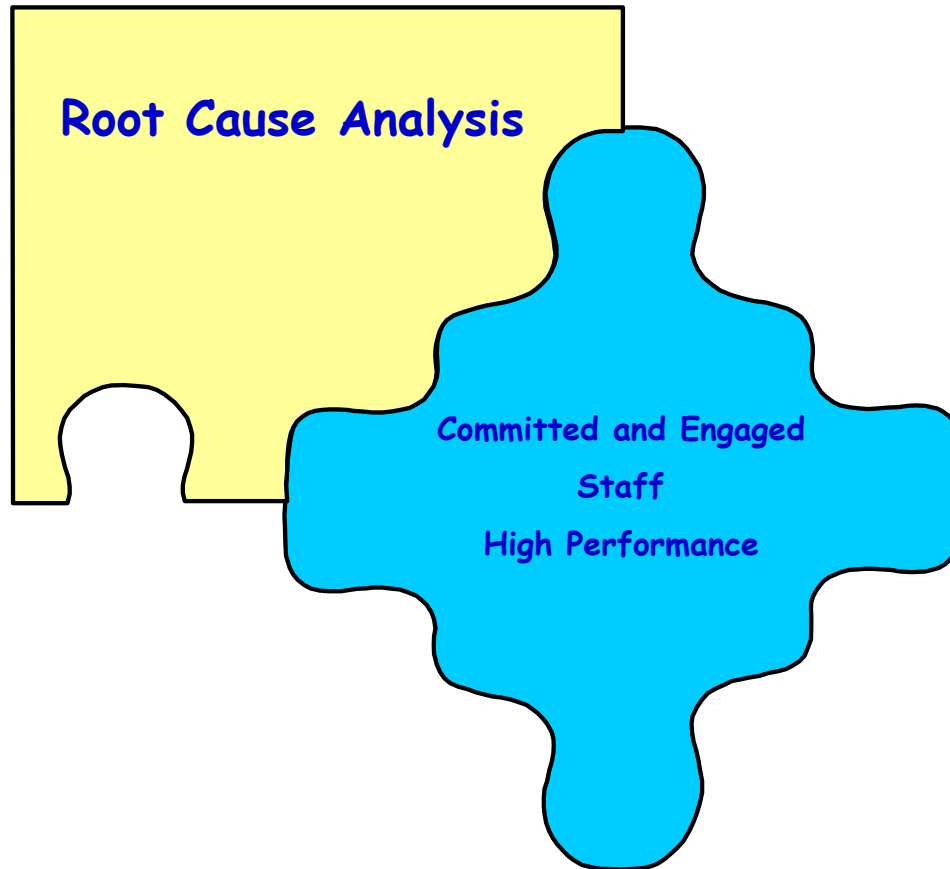 Root Cause Analysis
Committed and Engaged
Staff
High Performance